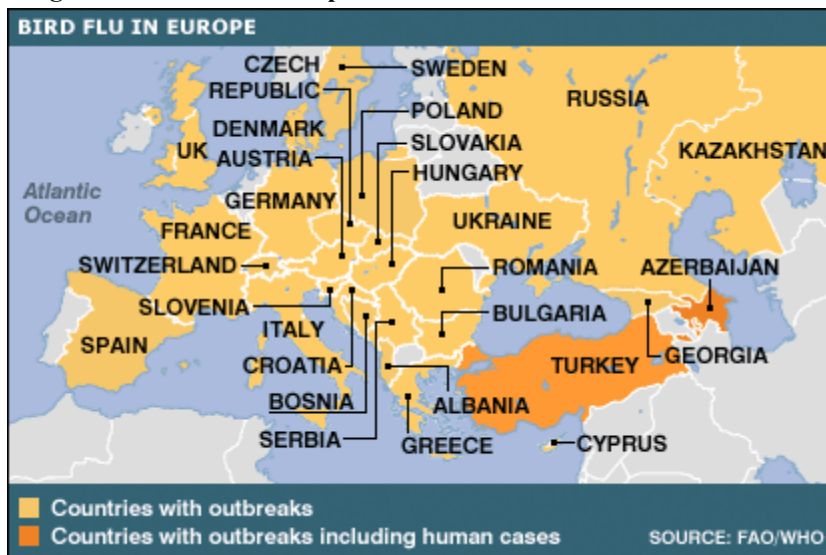 BIRD FLU IN EUROPE
CZECH
REPUBLIC
SWEDEN
RUSSIA
POLAND
DENMARK
SLOVAKIA
UK
AUSTRIA
HUNGARY
KAZAKHSTAN
Atlantic
Ocean
GERMANY
FRANCE
UKRAINE
SWITZERLAND
ROMANIA
AZERBAIJAN
SLOVENIA
BULGARIA
ITALY
SPAIN
CROATIA
TURKEY
GEORGIA
BOSNIA
ALBANIA
SERBIA
GREECE
CYPRUS
Countries with outbreaks
Countries with outbreaks including human cases
SOURCE: FAO/WHO